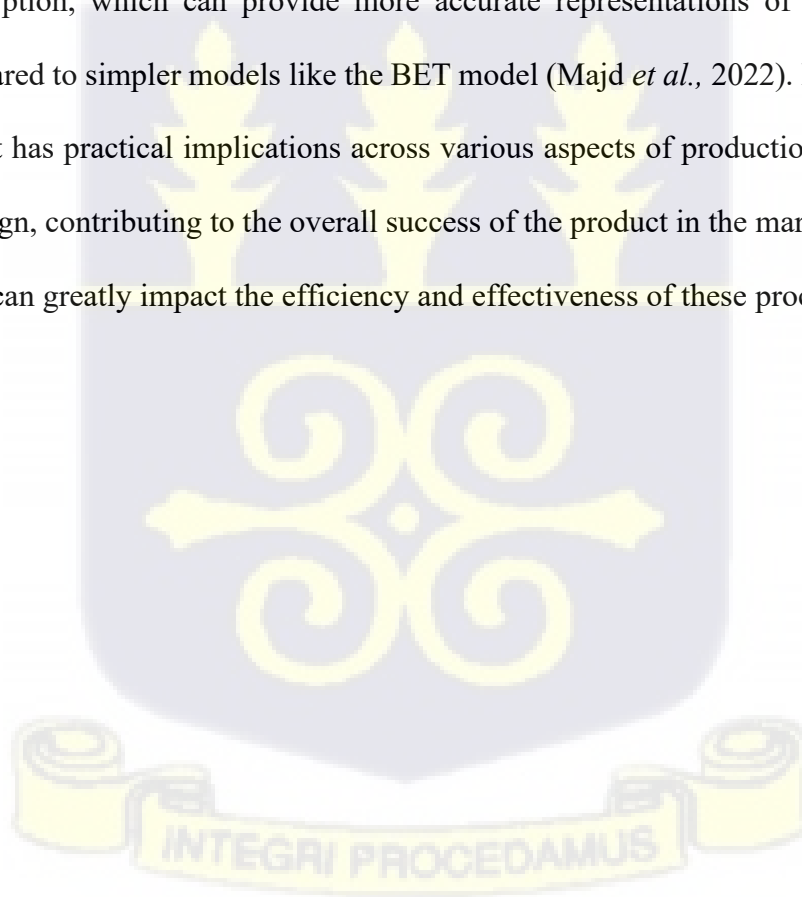 ption, which can provide more accurate representations of
ared to simpler models like the BET model (Majd et al., 2022).
t has practical implications across various aspects of productio
gn, contributing to the overall success of the product in the mar
can greatly impact the efficiency and effectiveness of these pro
INTEGRI PROCEDAMUS